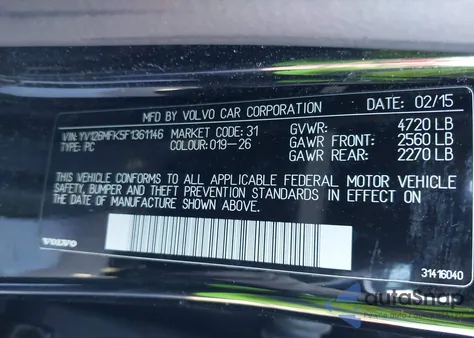 MFD BY VOLVO CAR CORPORATION DATE: 02/15
VIN: YV126MFK5F1361146 MARKET CODE: 31 GVWR: 4720 LB
TYPE: PC COLOUR: 019-26 GAWR FRONT: 2560 LB
GAWR REAR: 2270 LB
THIS VEHICLE CONFORMS TO ALL APPLICABLE FEDERAL MOTOR VEHICLE
SAFETY, BUMPER AND THEFT PREVENTION STANDARDS IN EFFECT ON
THE DATE OF MANUFACTURE SHOWN ABOVE.
VOLVO
31416040
autoSnap